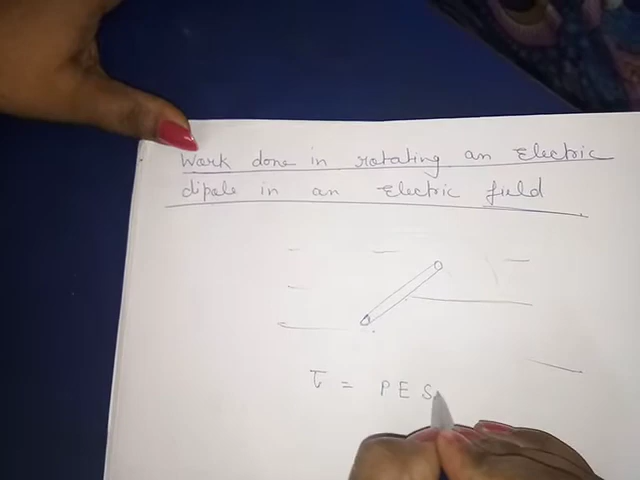 Work done in rotating an Electric
dipole in an Electric field
τ = P E S